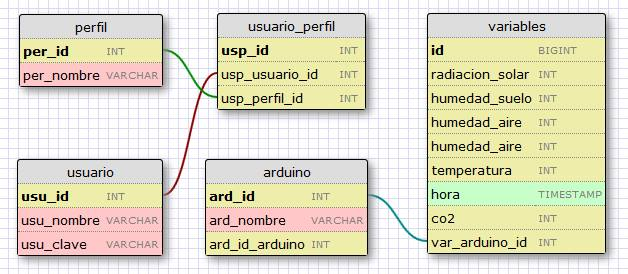 perfil
per_id INT
per_nombre VARCHAR
usuario_perfil
usp_id INT
usp_usuario_id INT
usp_perfil_id INT
variables
id BIGINT
radiacion_solar INT
humedad_suelo INT
humedad_aire INT
humedad_aire INT
temperatura INT
hora TIMESTAMP
co2 INT
var_arduino_id INT
usuario
usu_id INT
usu_nombre VARCHAR
usu_clave VARCHAR
arduino
ard_id INT
ard_nombre VARCHAR
ard_id_arduino INT